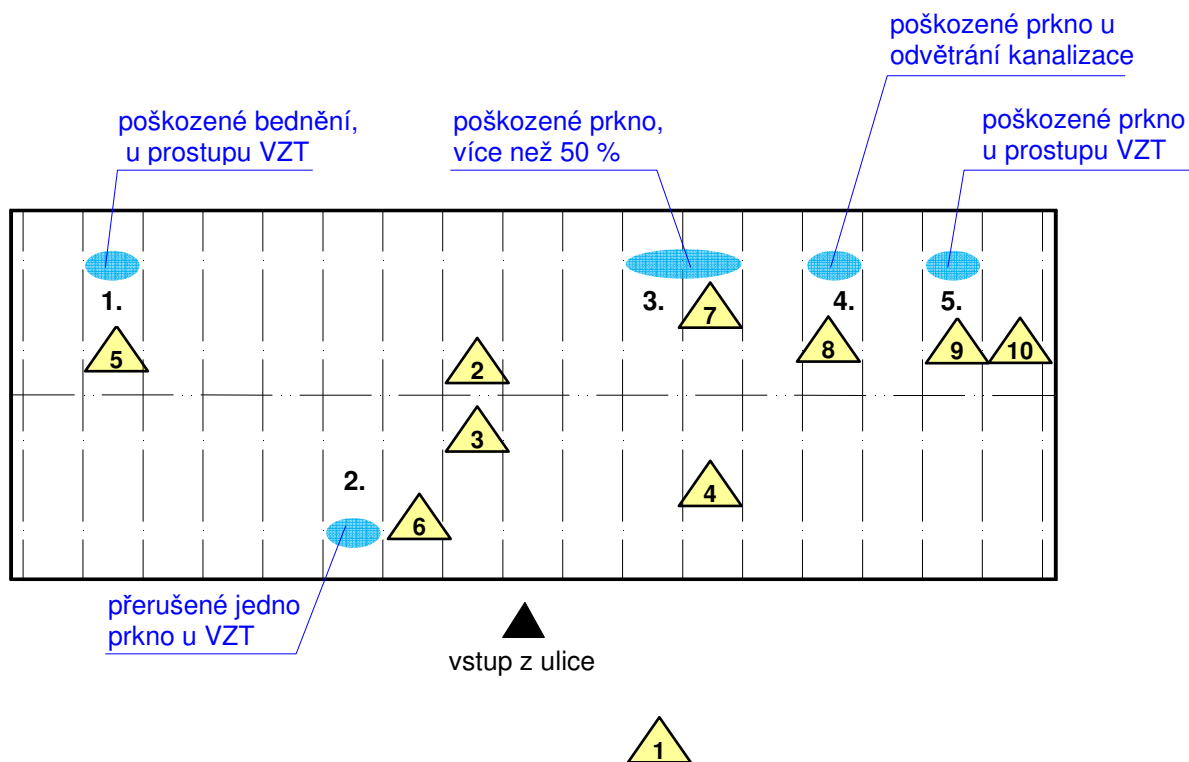 poškozené prkno u
odvětrání kanalizace
poškozené bednění,
u prostupu VZT
poškozené prkno,
více než 50 %
poškozené prkno
u prostupu VZT
1.
3.
4.
5.
7
5
2
8
9
10
3
2.
4
6
přerušené jedno
prkno u VZT
vstup z ulice
1